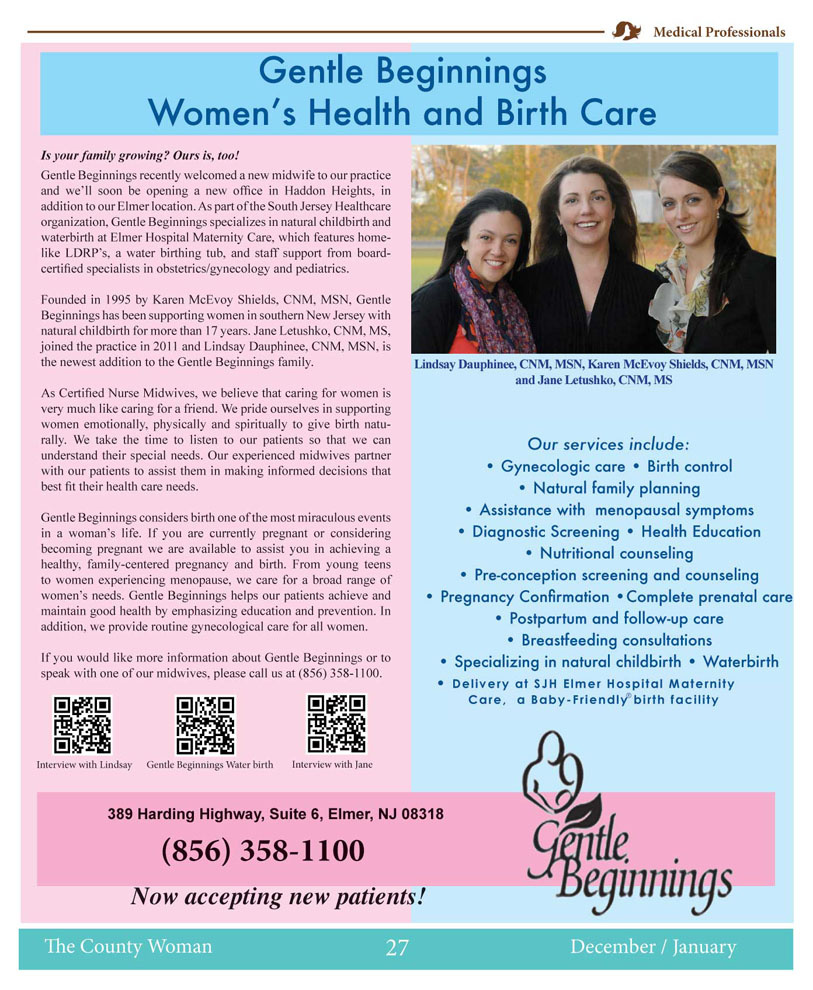 Medical Professionals
Gentle Beginnings
Women's Health and Birth Care
Is your family growing? Ours is, too!
Gentle Beginnings recently welcomed a new midwife to our practice
and we'll soon be opening a new office in Haddon Heights, in
addition to our Elmer location. As part of the South Jersey Healthcare
organization, Gentle Beginnings specializes in natural childbirth and
waterbirth at Elmer Hospital Maternity Care, which features home-
like LDRP's, a water birthing tub, and staff support from board-
certified specialists in obstetrics/gynecology and pediatrics.
Founded in 1995 by Karen McEvoy Shields, CNM, MSN, Gentle
Beginnings has been supporting women in southern New Jersey with
natural childbirth for more than 17 years. Jane Letushko, CNM, MS,
joined the practice in 2011 and Lindsay Dauphinee, CNM, MSN, is
the newest addition to the Gentle Beginnings family.
As Certified Nurse Midwives, we believe that caring for women is
very much like caring for a friend. We pride ourselves in supporting
women emotionally, physically and spiritually to give birth natu-
rally. We take the time to listen to our patients so that we can
understand their special needs. Our experienced midwives partner
with our patients to assist them in making informed decisions that
best fit their health care needs.
Gentle Beginnings considers birth one of the most miraculous events
in a woman's life. If you are currently pregnant or considering
becoming pregnant we are available to assist you in achieving a
healthy, family-centered pregnancy and birth. From young teens
to women experiencing menopause, we care for a broad range of
women's needs. Gentle Beginnings helps our patients achieve and
maintain good health by emphasizing education and prevention. In
addition, we provide routine gynecological care for all women.
If you would like more information about Gentle Beginnings or to
speak with one of our midwives, please call us at (856) 358-1100.
Interview with Lindsay
Gentle Beginnings Water birth
Interview with Jane
Lindsay Dauphinee, CNM, MSN, Karen McEvoy Shields, CNM, MSN
and Jane Letushko, CNM, MS
Our services include:
• Gynecologic care • Birth control
• Natural family planning
• Assistance with menopausal symptoms
• Diagnostic Screening • Health Education
• Nutritional counseling
• Pre-conception screening and counseling
• Pregnancy Confirmation •Complete prenatal care
• Postpartum and follow-up care
• Breastfeeding consultations
• Specializing in natural childbirth • Waterbirth
• Delivery at SJH Elmer Hospital Maternity
Care, a Baby-Friendly® birth facility
389 Harding Highway, Suite 6, Elmer, NJ 08318
(856) 358-1100
Now accepting new patients!
Gentle
Beginnings
The County Woman
27
December / January